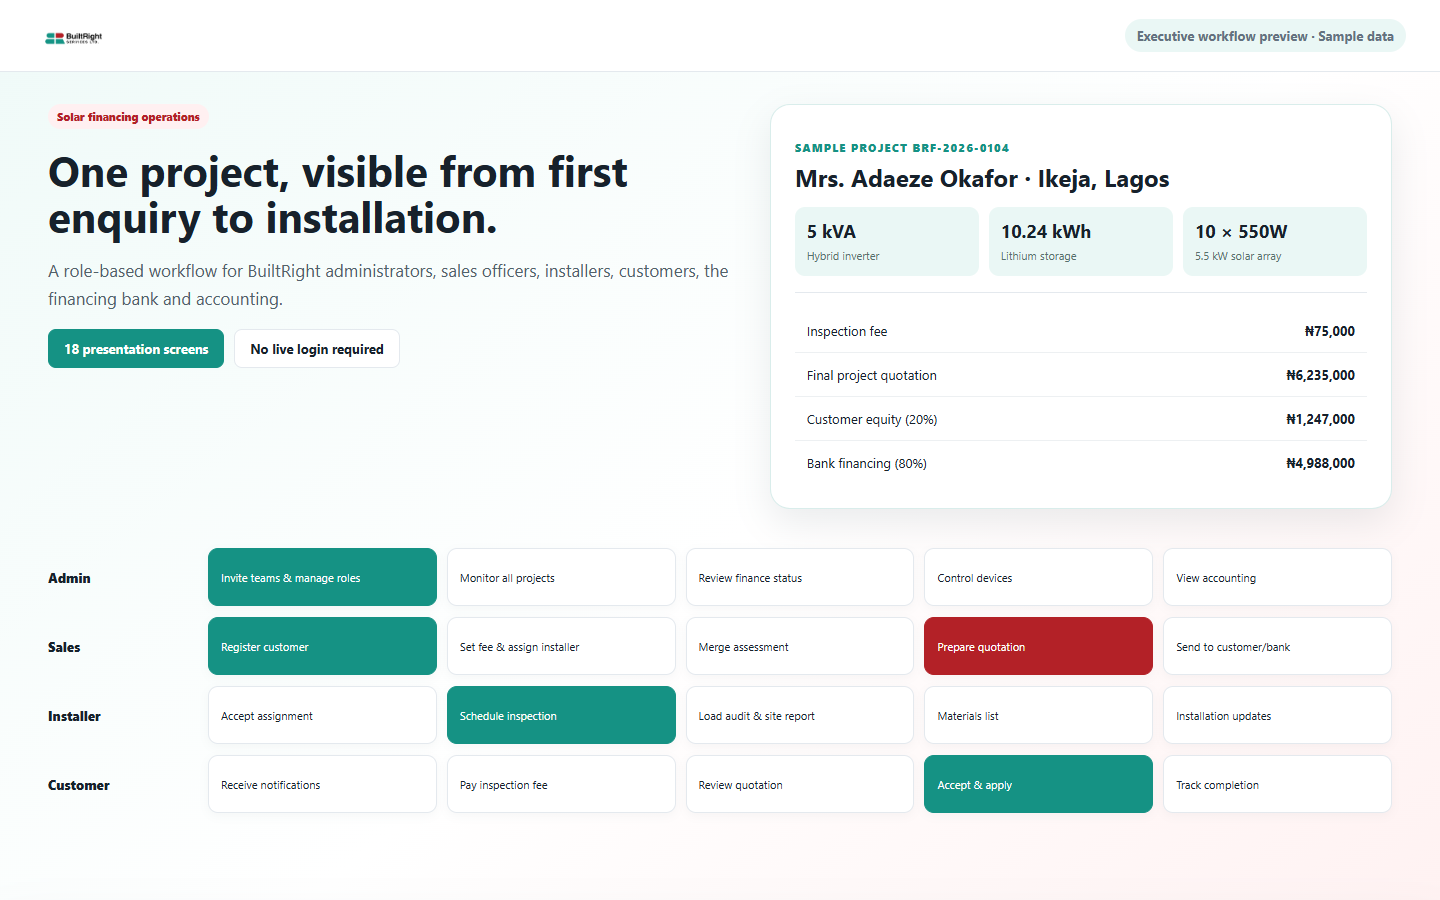 BuiltRight
SERVICES LTD.
Executive workflow preview · Sample data
Solar financing operations
One project, visible from first
enquiry to installation.
A role-based workflow for BuiltRight administrators, sales officers, installers, customers, the
financing bank and accounting.
18 presentation screens
No live login required
SAMPLE PROJECT BRF-2026-0104
Mrs. Adaeze Okafor · Ikeja, Lagos
5 kVA
Hybrid inverter
10.24 kWh
Lithium storage
10 × 550W
5.5 kW solar array
Inspection fee ₦75,000
Final project quotation ₦6,235,000
Customer equity (20%) ₦1,247,000
Bank financing (80%) ₦4,988,000
Admin
Invite teams & manage roles
Monitor all projects
Review finance status
Control devices
View accounting
Sales
Register customer
Set fee & assign installer
Merge assessment
Prepare quotation
Send to customer/bank
Installer
Accept assignment
Schedule inspection
Load audit & site report
Materials list
Installation updates
Customer
Receive notifications
Pay inspection fee
Review quotation
Accept & apply
Track completion